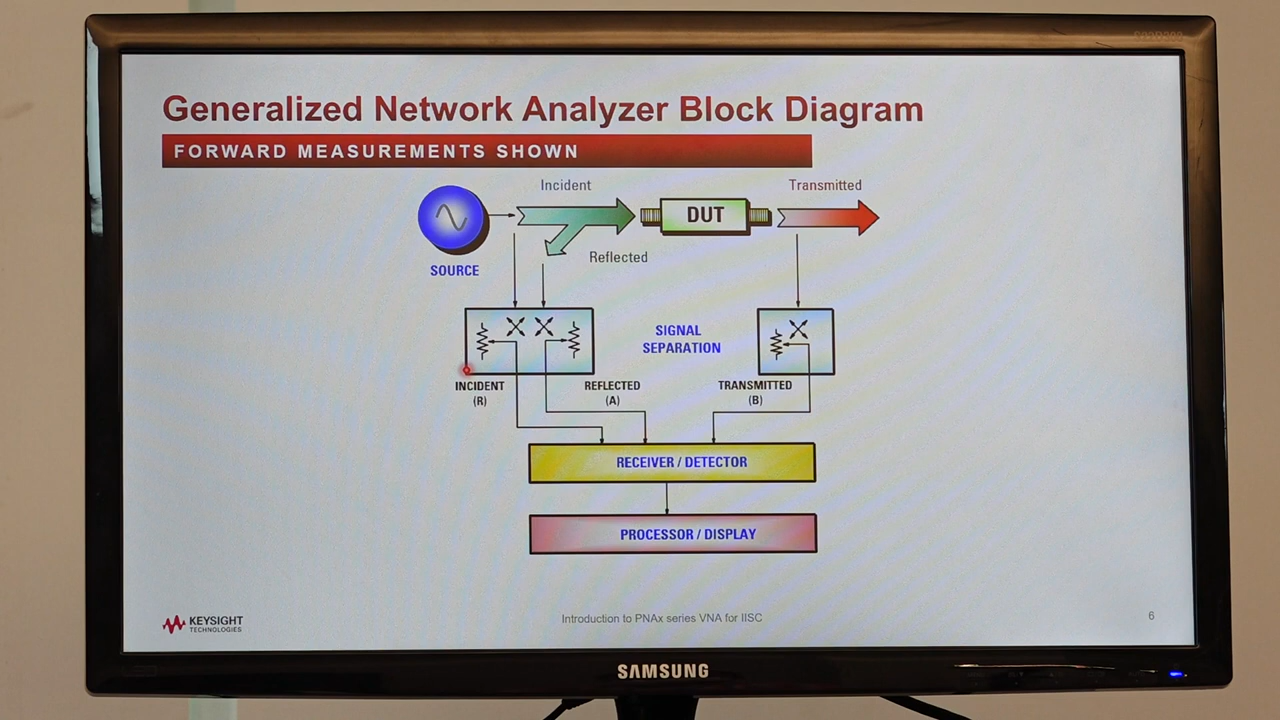 Generalized Network Analyzer Block Diagram
FORWARD MEASUREMENTS SHOWN
Incident
Transmitted
DUT
Reflected
SOURCE
SIGNAL
SEPARATION
INCIDENT
(R)
REFLECTED
(A)
TRANSMITTED
(B)
RECEIVER / DETECTOR
PROCESSOR / DISPLAY
KEYSIGHT
TECHNOLOGIES
Introduction to PNAx series VNA for IISC
6
SAMSUNG